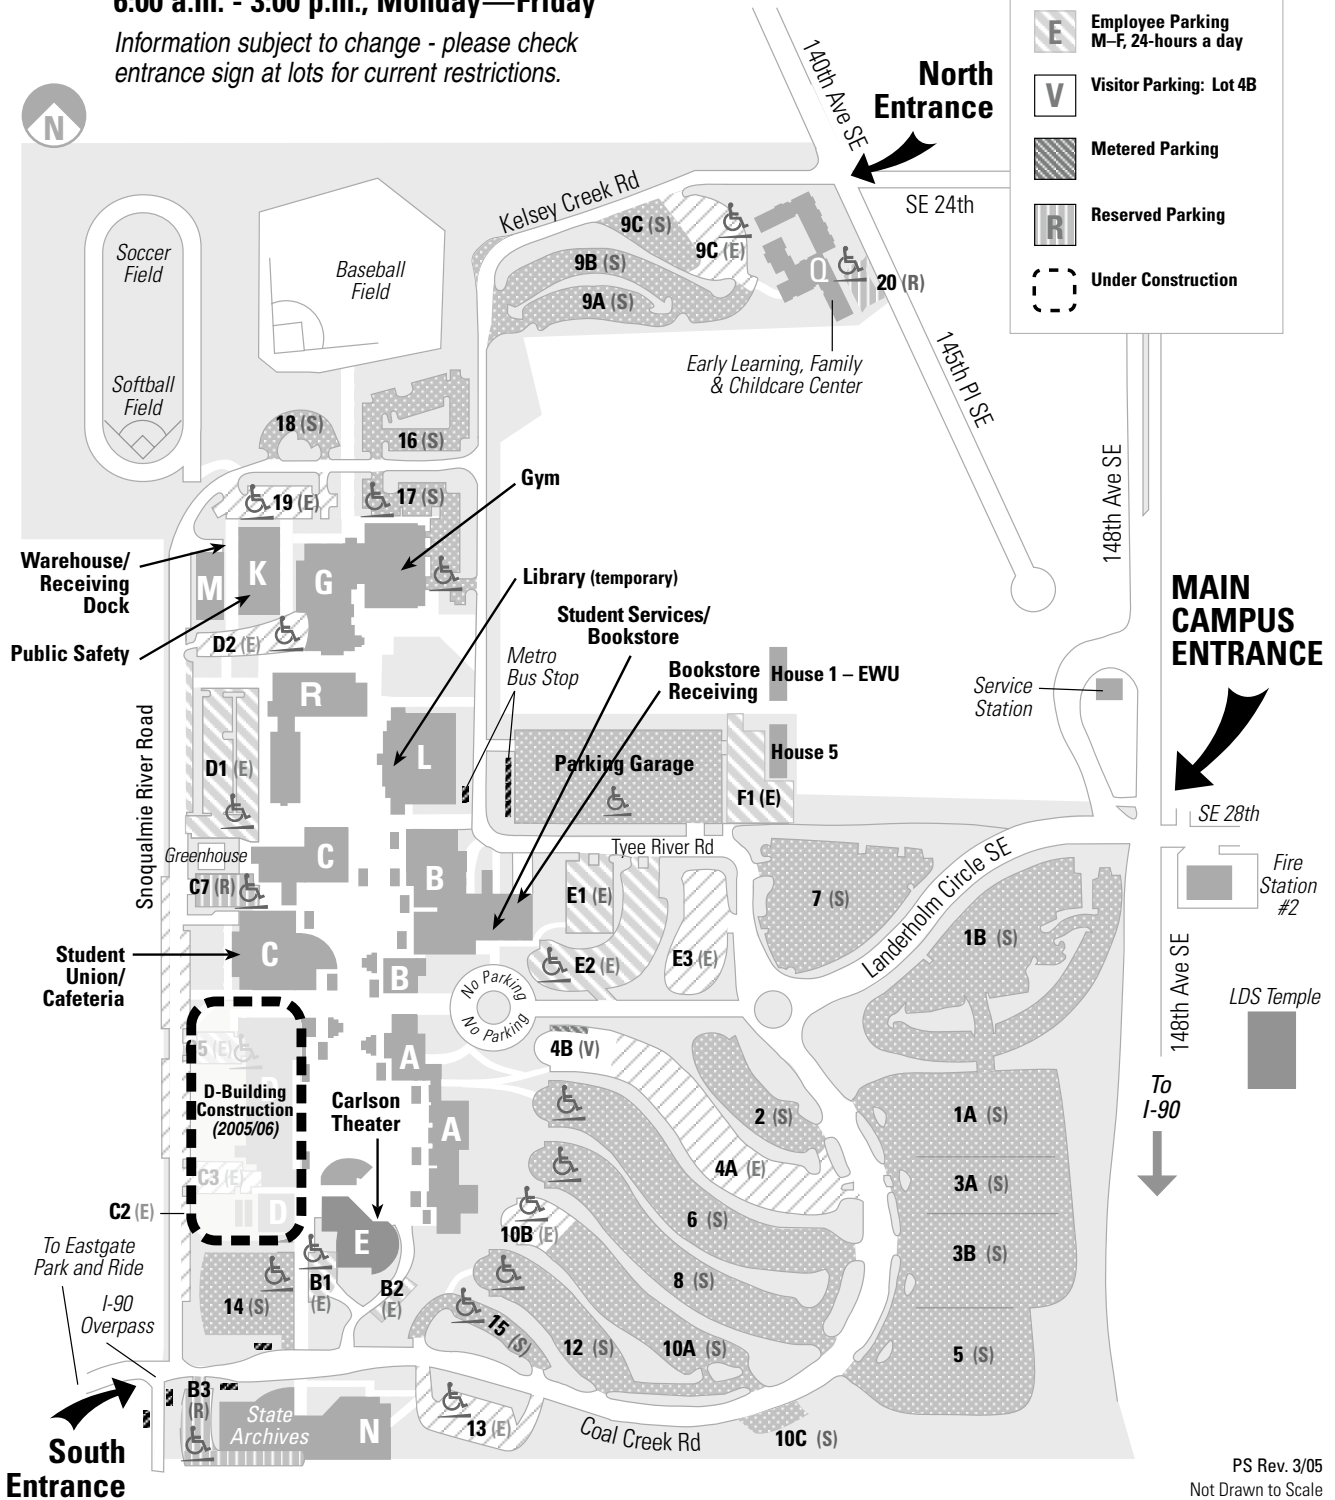 6:00 a.m. - 3:00 p.m., Monday—Friday
Information subject to change - please check
entrance sign at lots for current restrictions.
N
E
Employee Parking
M–F, 24-hours a day
V
Visitor Parking: Lot 4B
Metered Parking
R
Reserved Parking
Under Construction
North
Entrance
140th Ave SE
SE 24th
Kelsey Creek Rd
9C (S)
9C (E)
9B (S)
9A (S)
Q
20 (R)
Early Learning, Family
& Childcare Center
145th Pl SE
148th Ave SE
Soccer
Field
Baseball
Field
Softball
Field
18 (S)
16 (S)
19 (E)
17 (S)
Gym
Warehouse/
Receiving
Dock
M
K
G
Library (temporary)
Student Services/
Bookstore
Public Safety
D2 (E)
Metro
Bus Stop
Bookstore
Receiving
House 1 – EWU
Service
Station
MAIN
CAMPUS
ENTRANCE
R
Snoqualmie River Road
D1 (E)
L
Parking Garage
House 5
F1 (E)
SE 28th
Tyee River Rd
Greenhouse
C
C7 (R)
B
E1 (E)
7 (S)
Landerholm Circle SE
Fire
Station
#2
Student
Union/
Cafeteria
C
B
E2 (E)
E3 (E)
1B (S)
148th Ave SE
LDS Temple
No Parking
No Parking
5 (E)
D
A
4B (V)
D-Building
Construction
(2005/06)
Carlson
Theater
A
2 (S)
1A (S)
To
I-90
C3 (E)
4A (E)
3A (S)
C2 (E)
D
E
10B (E)
6 (S)
3B (S)
To Eastgate
Park and Ride
I-90
Overpass
14 (S)
B1
(E)
B2
(E)
8 (S)
15 (S)
12 (S)
10A (S)
5 (S)
B3
(R)
State
Archives
N
13 (E)
Coal Creek Rd
10C (S)
South
Entrance
PS Rev. 3/05
Not Drawn to Scale